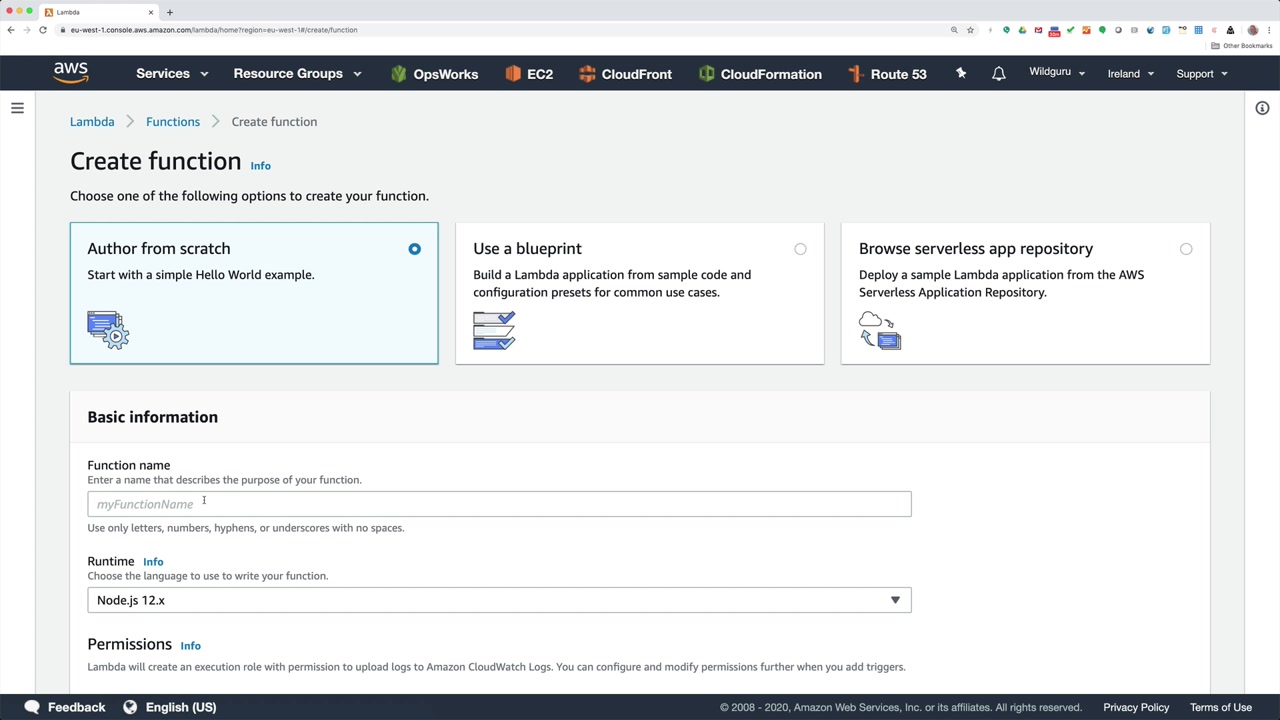 Lambda
eu-west-1.console.aws.amazon.com/lambda/home?region=eu-west-1#/create/function
Other Bookmarks
aws
Services
Resource Groups
OpsWorks
EC2
CloudFront
CloudFormation
Route 53
Wildguru
Ireland
Support
Lambda
Functions
Create function
Create function Info
Choose one of the following options to create your function.
Author from scratch
Start with a simple Hello World example.
Use a blueprint
Build a Lambda application from sample code and
configuration presets for common use cases.
Browse serverless app repository
Deploy a sample Lambda application from the AWS
Serverless Application Repository.
Basic information
Function name
Enter a name that describes the purpose of your function.
myFunctionName
Use only letters, numbers, hyphens, or underscores with no spaces.
Runtime Info
Choose the language to use to write your function.
Node.js 12.x
Permissions Info
Lambda will create an execution role with permission to upload logs to Amazon CloudWatch Logs. You can configure and modify permissions further when you add triggers.
Feedback
English (US)
© 2008 - 2020, Amazon Web Services, Inc. or its affiliates. All rights reserved.
Privacy Policy
Terms of Use